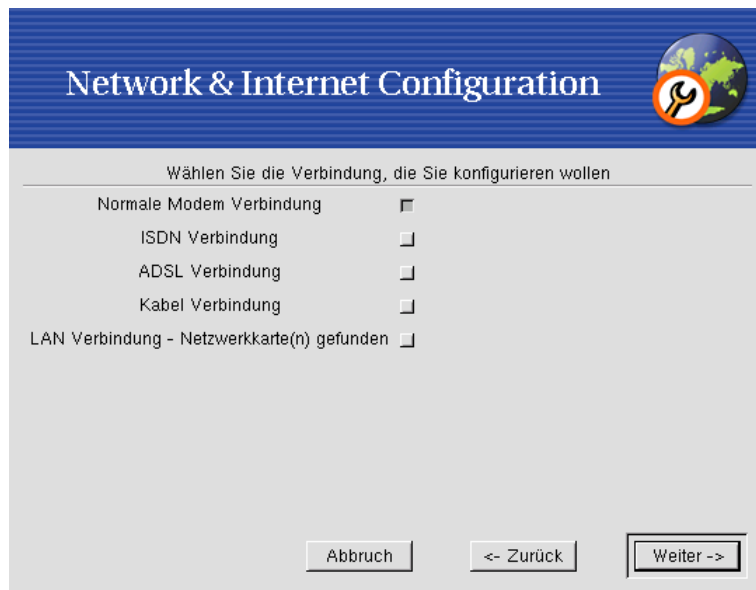 Network & Internet Configuration
Wählen Sie die Verbindung, die Sie konfigurieren wollen
Normale Modem Verbindung
ISDN Verbindung
ADSL Verbindung
Kabel Verbindung
LAN Verbindung - Netzwerkkarte(n) gefunden
Abbruch <- Zurück Weiter ->